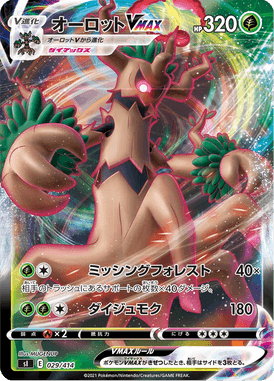 V進化
オーロットVMAX
HP320
オーロットVから進化
ダイマックス
ミッシングフォレスト 40×
相手のトラッシュにあるサポートの枚数×40ダメージ。
ダイジュモク 180
弱点 ×2 抵抗力 にげる
VMAXルール
ポケモンVMAXがきぜつしたとき、相手はサイドを3枚とる。
sI E 029/414
©2021 Pokémon/Nintendo/Creatures/GAME FREAK.